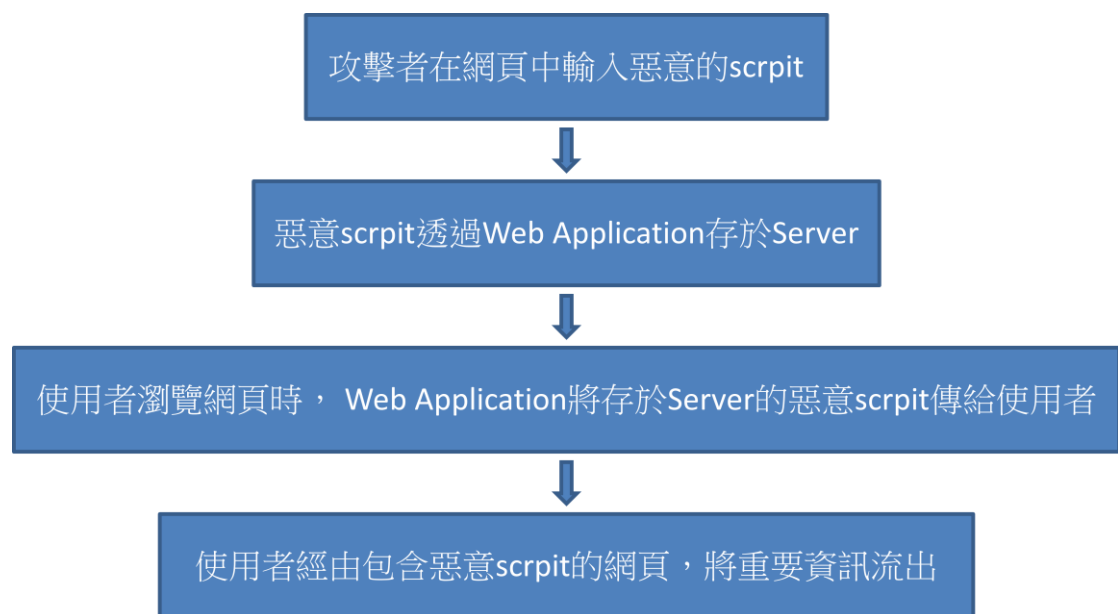 攻擊者在網頁中輸入惡意的scrpit
惡意scrpit透過Web Application存於Server
使用者瀏覽網頁時， Web Application將存於Server的惡意scrpit傳給使用者
使用者經由包含惡意scrpit的網頁，將重要資訊流出